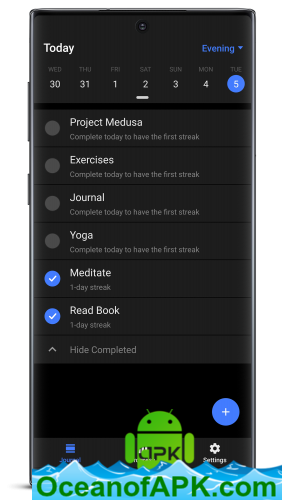 Today
Evening
WED THU FRI SAT SUN MON TUE
30 31 1 2 3 4 5
Project Medusa
Complete today to have the first streak
Exercises
Complete today to have the first streak
Journal
Complete today to have the first streak
Yoga
Complete today to have the first streak
Meditate
1-day streak
Read Book
1-day streak
Hide Completed
+
APK
Settings
OceanofAPK.com